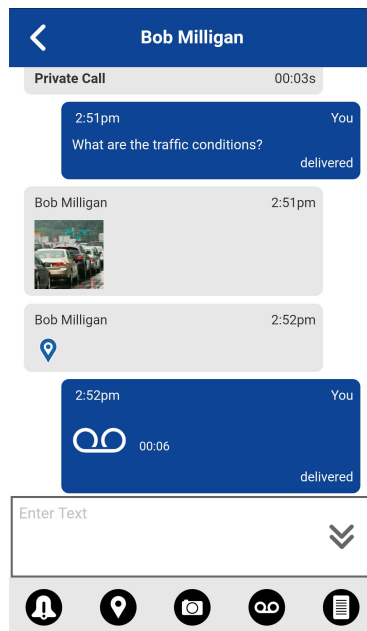 Bob Milligan
Private Call 00:03s
2:51pm You
What are the traffic conditions?
delivered
Bob Milligan 2:51pm
Bob Milligan 2:52pm
2:52pm You
00:06
delivered
Enter Text